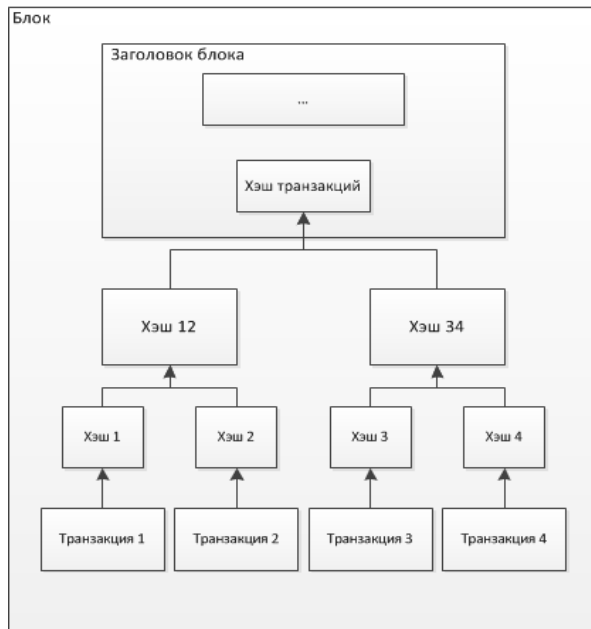 Блок
Заголовок блока
...
Хэш транзакций
Хэш 12
Хэш 34
Хэш 1
Хэш 2
Хэш 3
Хэш 4
Транзакция 1
Транзакция 2
Транзакция 3
Транзакция 4